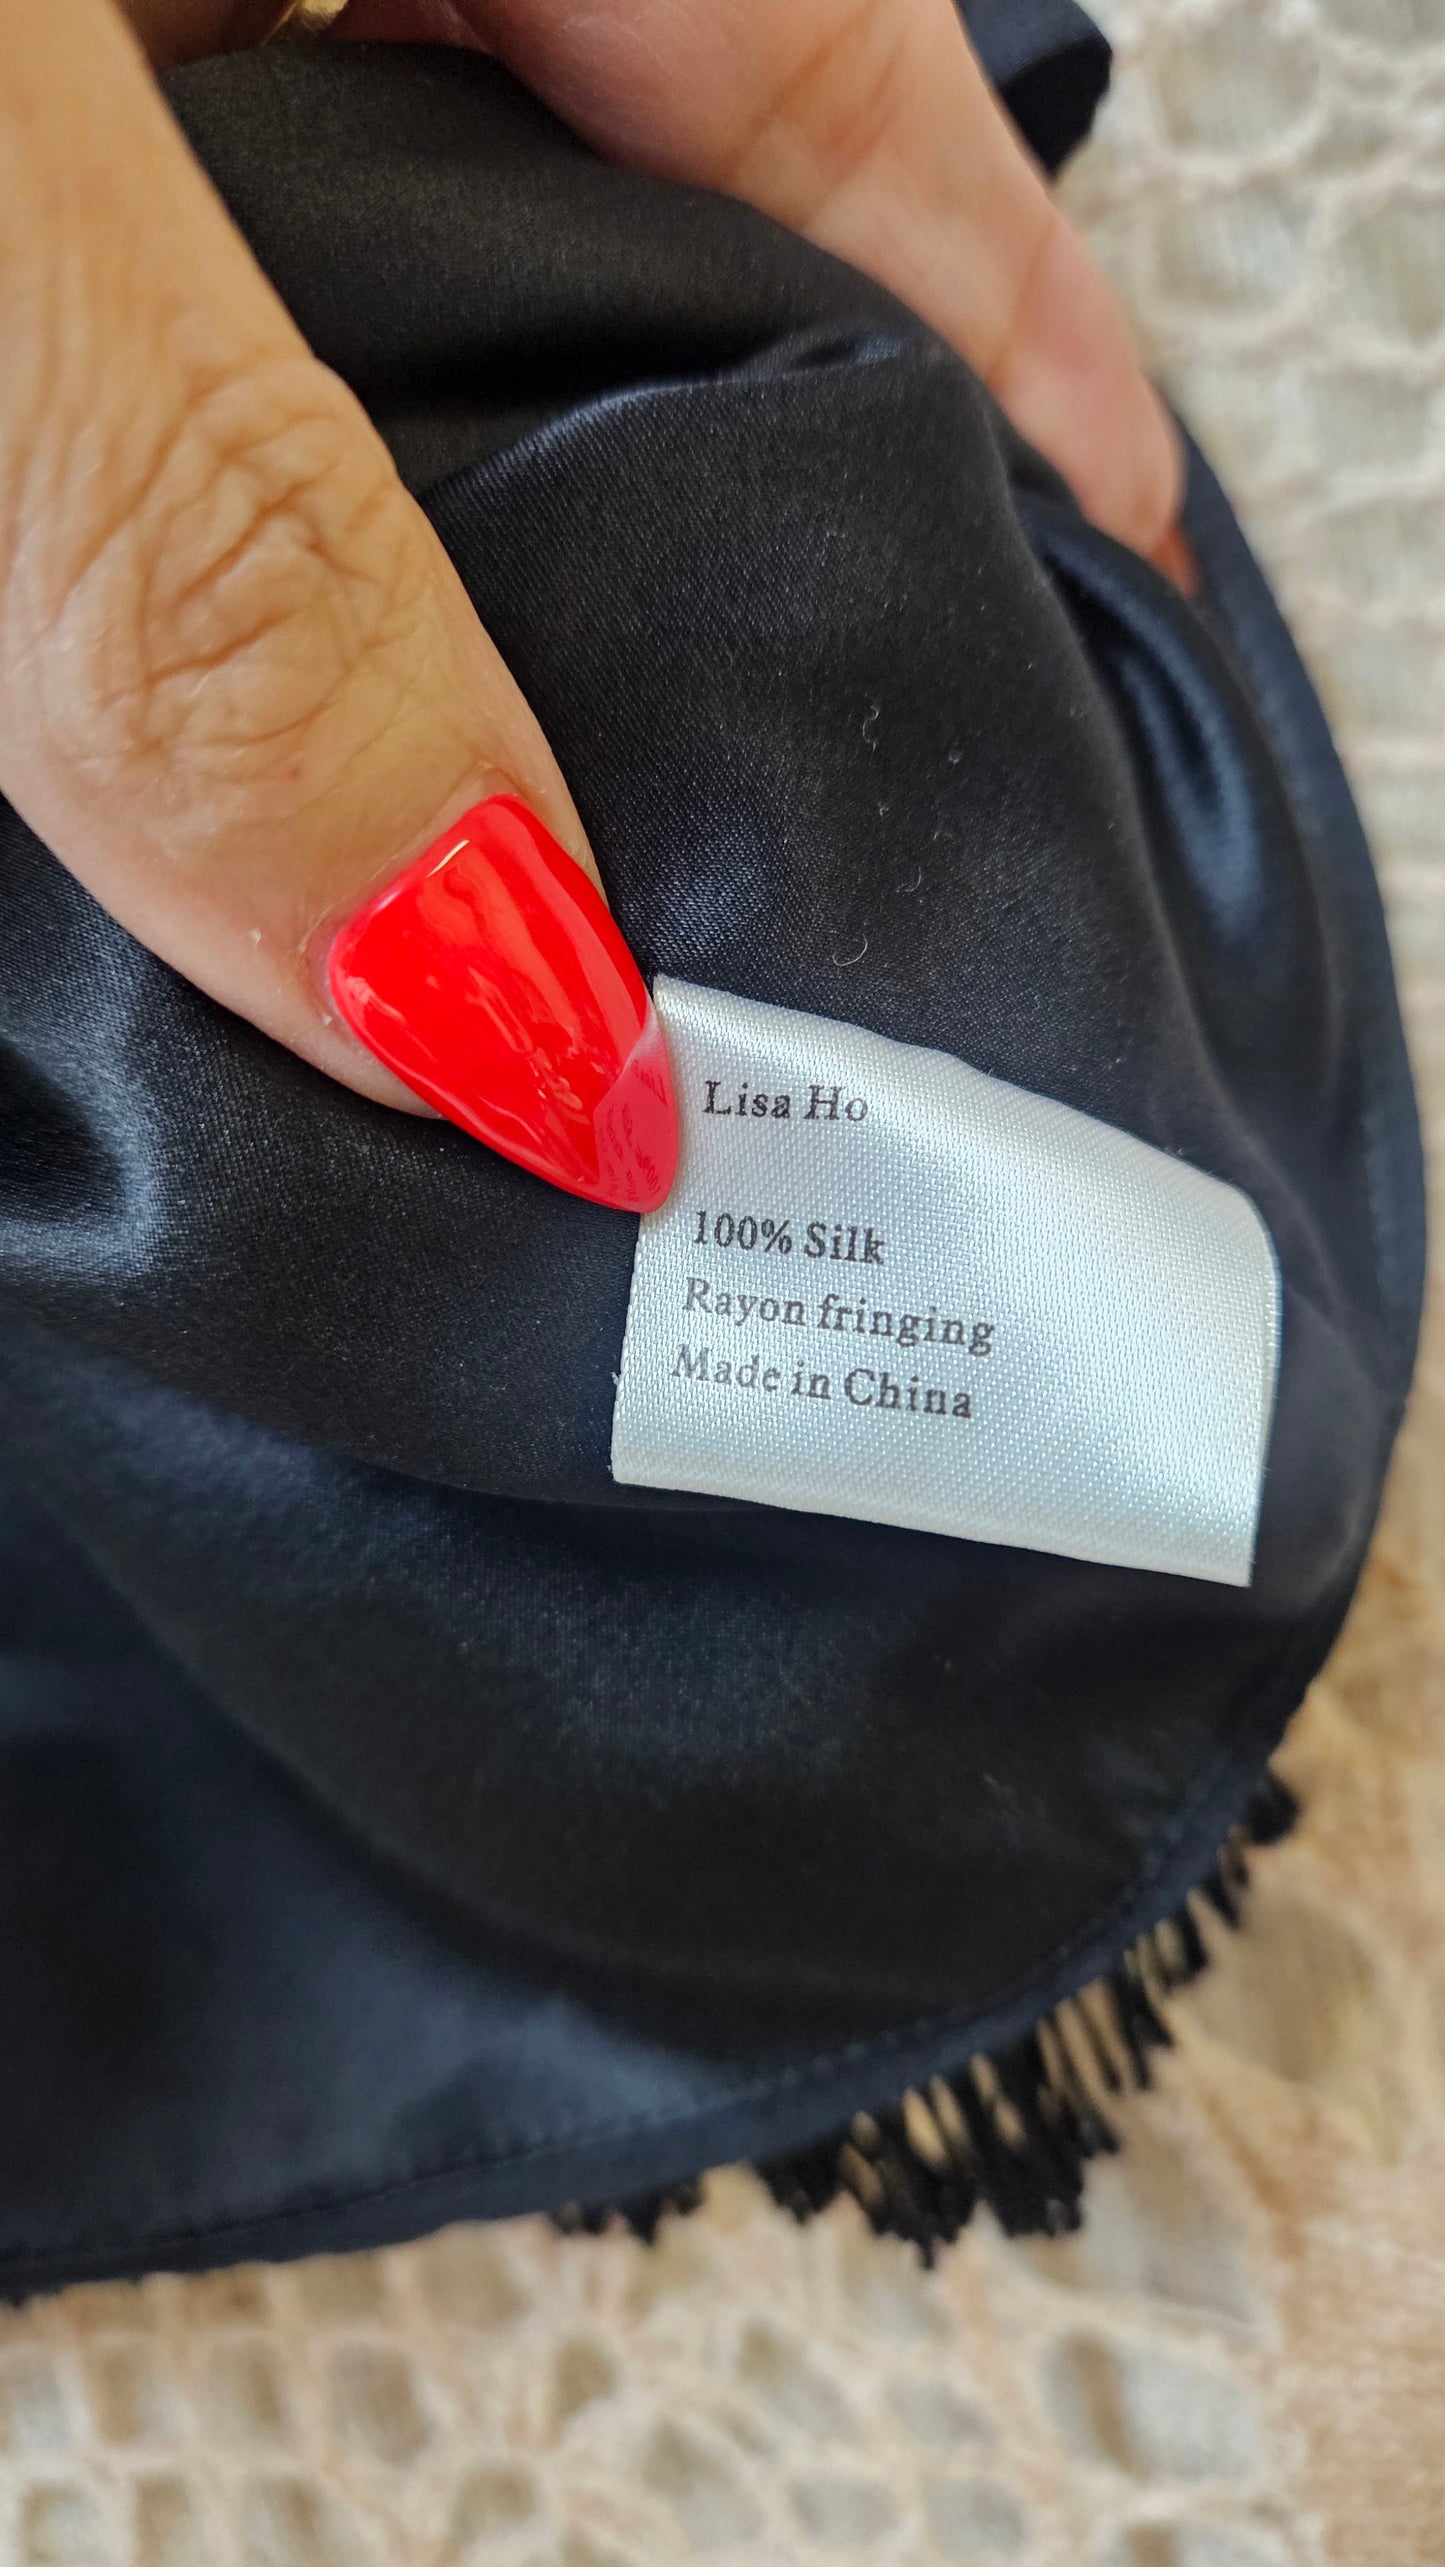 Lisa Ho
100% Silk
Rayon fringing
Made in China